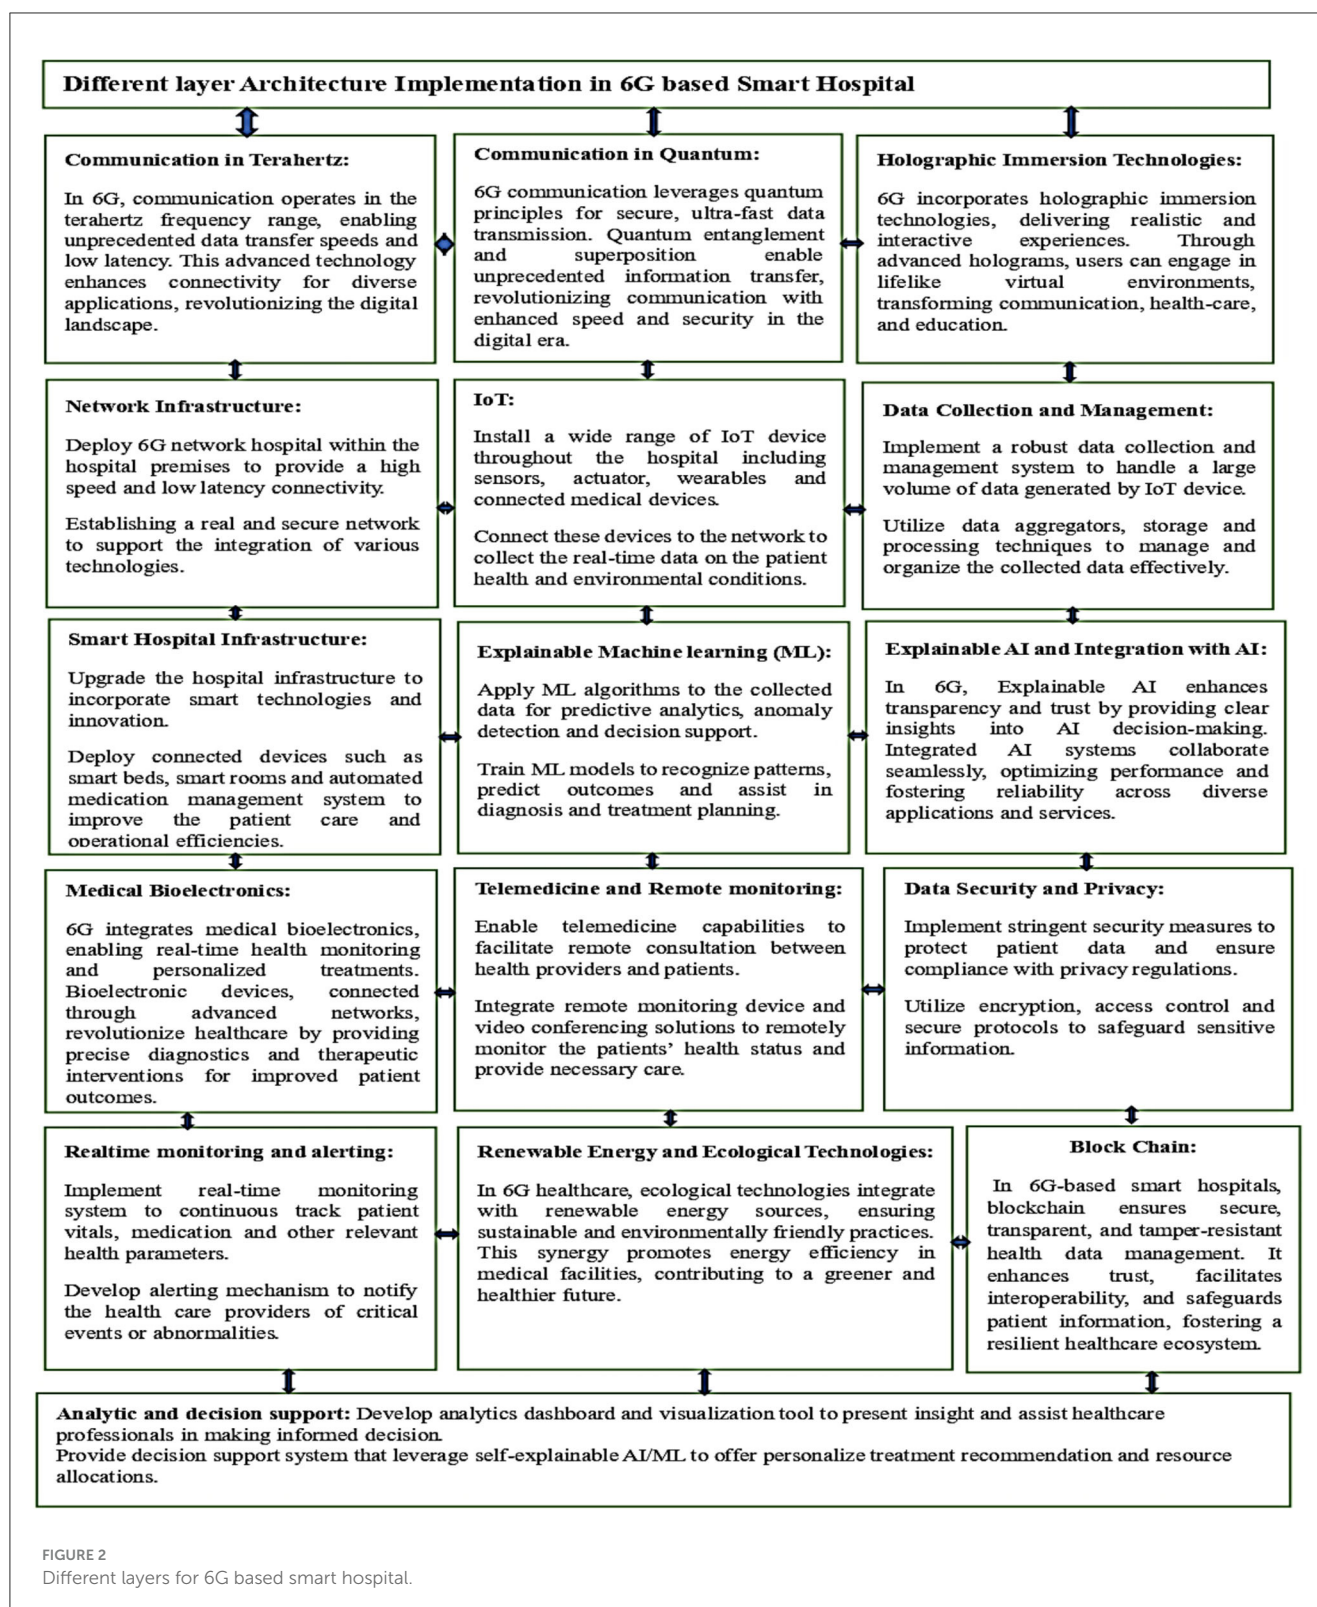 Different layer Architecture Implementation in 6G based Smart Hospital
Communication in Terahertz:
In 6G, communication operates in the
terahertz frequency range, enabling
unprecedented data transfer speeds and
low latency. This advanced technology
enhances connectivity for diverse
applications, revolutionizing the digital
landscape.
Communication in Quantum:
6G communication leverages quantum
principles for secure, ultra-fast data
transmission. Quantum entanglement
and superposition enable
unprecedented information transfer,
revolutionizing communication with
enhanced speed and security in the
digital era.
Holographic Immersion Technologies:
6G incorporates holographic immersion
technologies, delivering realistic and
interactive experiences. Through
advanced holograms, users can engage in
lifelike virtual environments,
transforming communication, health-care,
and education.
Network Infrastructure:
Deploy 6G network hospital within the
hospital premises to provide a high
speed and low latency connectivity.
Establishing a real and secure network
to support the integration of various
technologies.
IoT:
Install a wide range of IoT device
throughout the hospital including
sensors, actuator, wearables and
connected medical devices.
Connect these devices to the network to
collect the real-time data on the patient
health and environmental conditions.
Data Collection and Management:
Implement a robust data collection and
management system to handle a large
volume of data generated by IoT device.
Utilize data aggregators, storage and
processing techniques to manage and
organize the collected data effectively.
Smart Hospital Infrastructure:
Upgrade the hospital infrastructure to
incorporate smart technologies and
innovation.
Deploy connected devices such as
smart beds, smart rooms and automated
medication management system to
improve the patient care and
operational efficiencies.
Explainable Machine learning (ML):
Apply ML algorithms to the collected
data for predictive analytics, anomaly
detection and decision support.
Train ML models to recognize patterns,
predict outcomes and assist in
diagnosis and treatment planning.
Explainable AI and Integration with AI:
In 6G, Explainable AI enhances
transparency and trust by providing clear
insights into AI decision-making.
Integrated AI systems collaborate
seamlessly, optimizing performance and
fostering reliability across diverse
applications and services.
Medical Bioelectronics:
6G integrates medical bioelectronics,
enabling real-time health monitoring
and personalized treatments.
Bioelectronic devices, connected
through advanced networks,
revolutionize healthcare by providing
precise diagnostics and therapeutic
interventions for improved patient
outcomes.
Telemedicine and Remote monitoring:
Enable telemedicine capabilities to
facilitate remote consultation between
health providers and patients.
Integrate remote monitoring device and
video conferencing solutions to remotely
monitor the patients' health status and
provide necessary care.
Data Security and Privacy:
Implement stringent security measures to
protect patient data and ensure
compliance with privacy regulations.
Utilize encryption, access control and
secure protocols to safeguard sensitive
information.
Realtime monitoring and alerting:
Implement real-time monitoring
system to continuous track patient
vitals, medication and other relevant
health parameters.
Develop alerting mechanism to notify
the health care providers of critical
events or abnormalities.
Renewable Energy and Ecological Technologies:
In 6G healthcare, ecological technologies integrate
with renewable energy sources, ensuring
sustainable and environmentally friendly practices.
This synergy promotes energy efficiency in
medical facilities, contributing to a greener and
healthier future.
Block Chain:
In 6G-based smart hospitals,
blockchain ensures secure,
transparent, and tamper-resistant
health data management. It
enhances trust, facilitates
interoperability, and safeguards
patient information, fostering a
resilient healthcare ecosystem.
Analytic and decision support: Develop analytics dashboard and visualization tool to present insight and assist healthcare
professionals in making informed decision.
Provide decision support system that leverage self-explainable AI/ML to offer personalize treatment recommendation and resource
allocations.
FIGURE 2
Different layers for 6G based smart hospital.